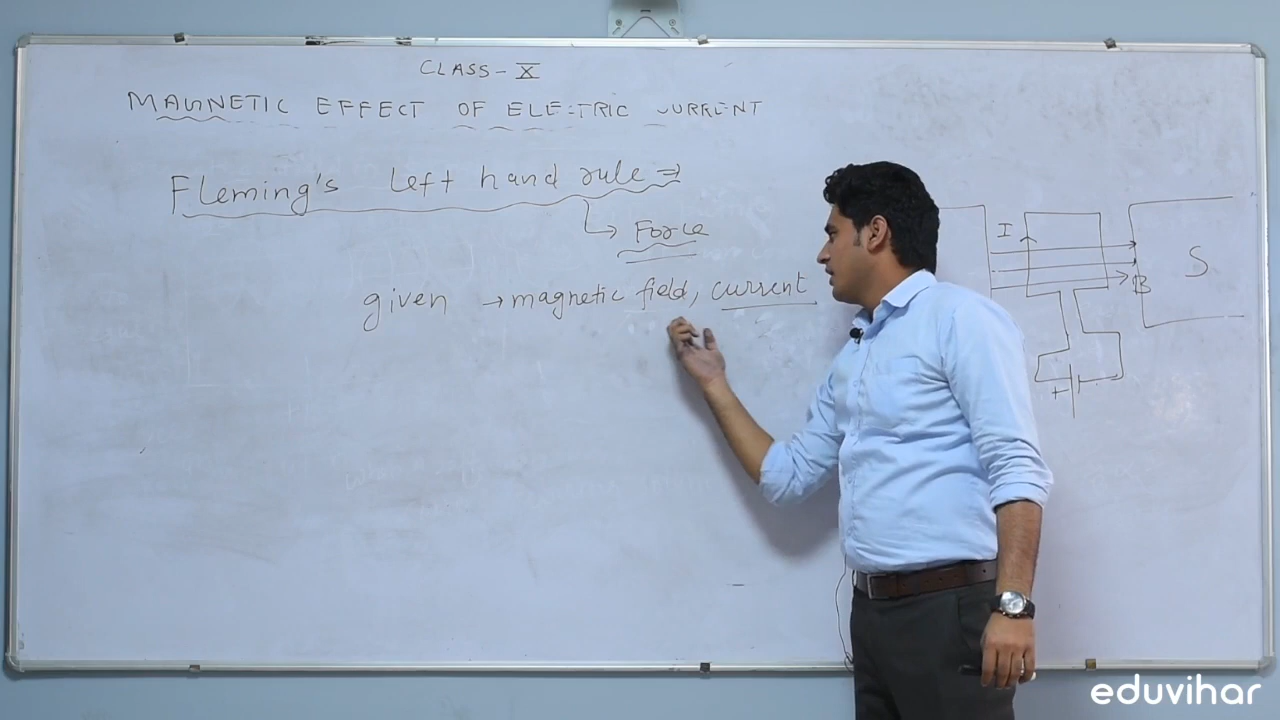 CLASS - X
MAGNETIC EFFECT OF ELECTRIC CURRENT
Fleming's Left hand rule ⇒
↳ Force
given → magnetic field, current
I
B
S
+
-
eduvihar